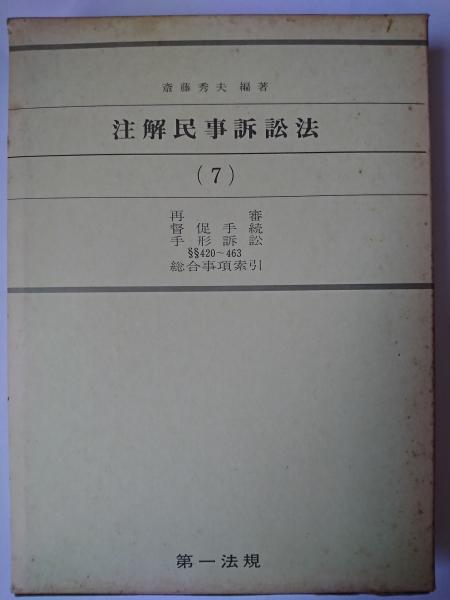 斎藤秀夫 編著
注解民事訴訟法
(7)
再審
督促手続
手形訴訟
§§420～463
総合事項索引
第一法規